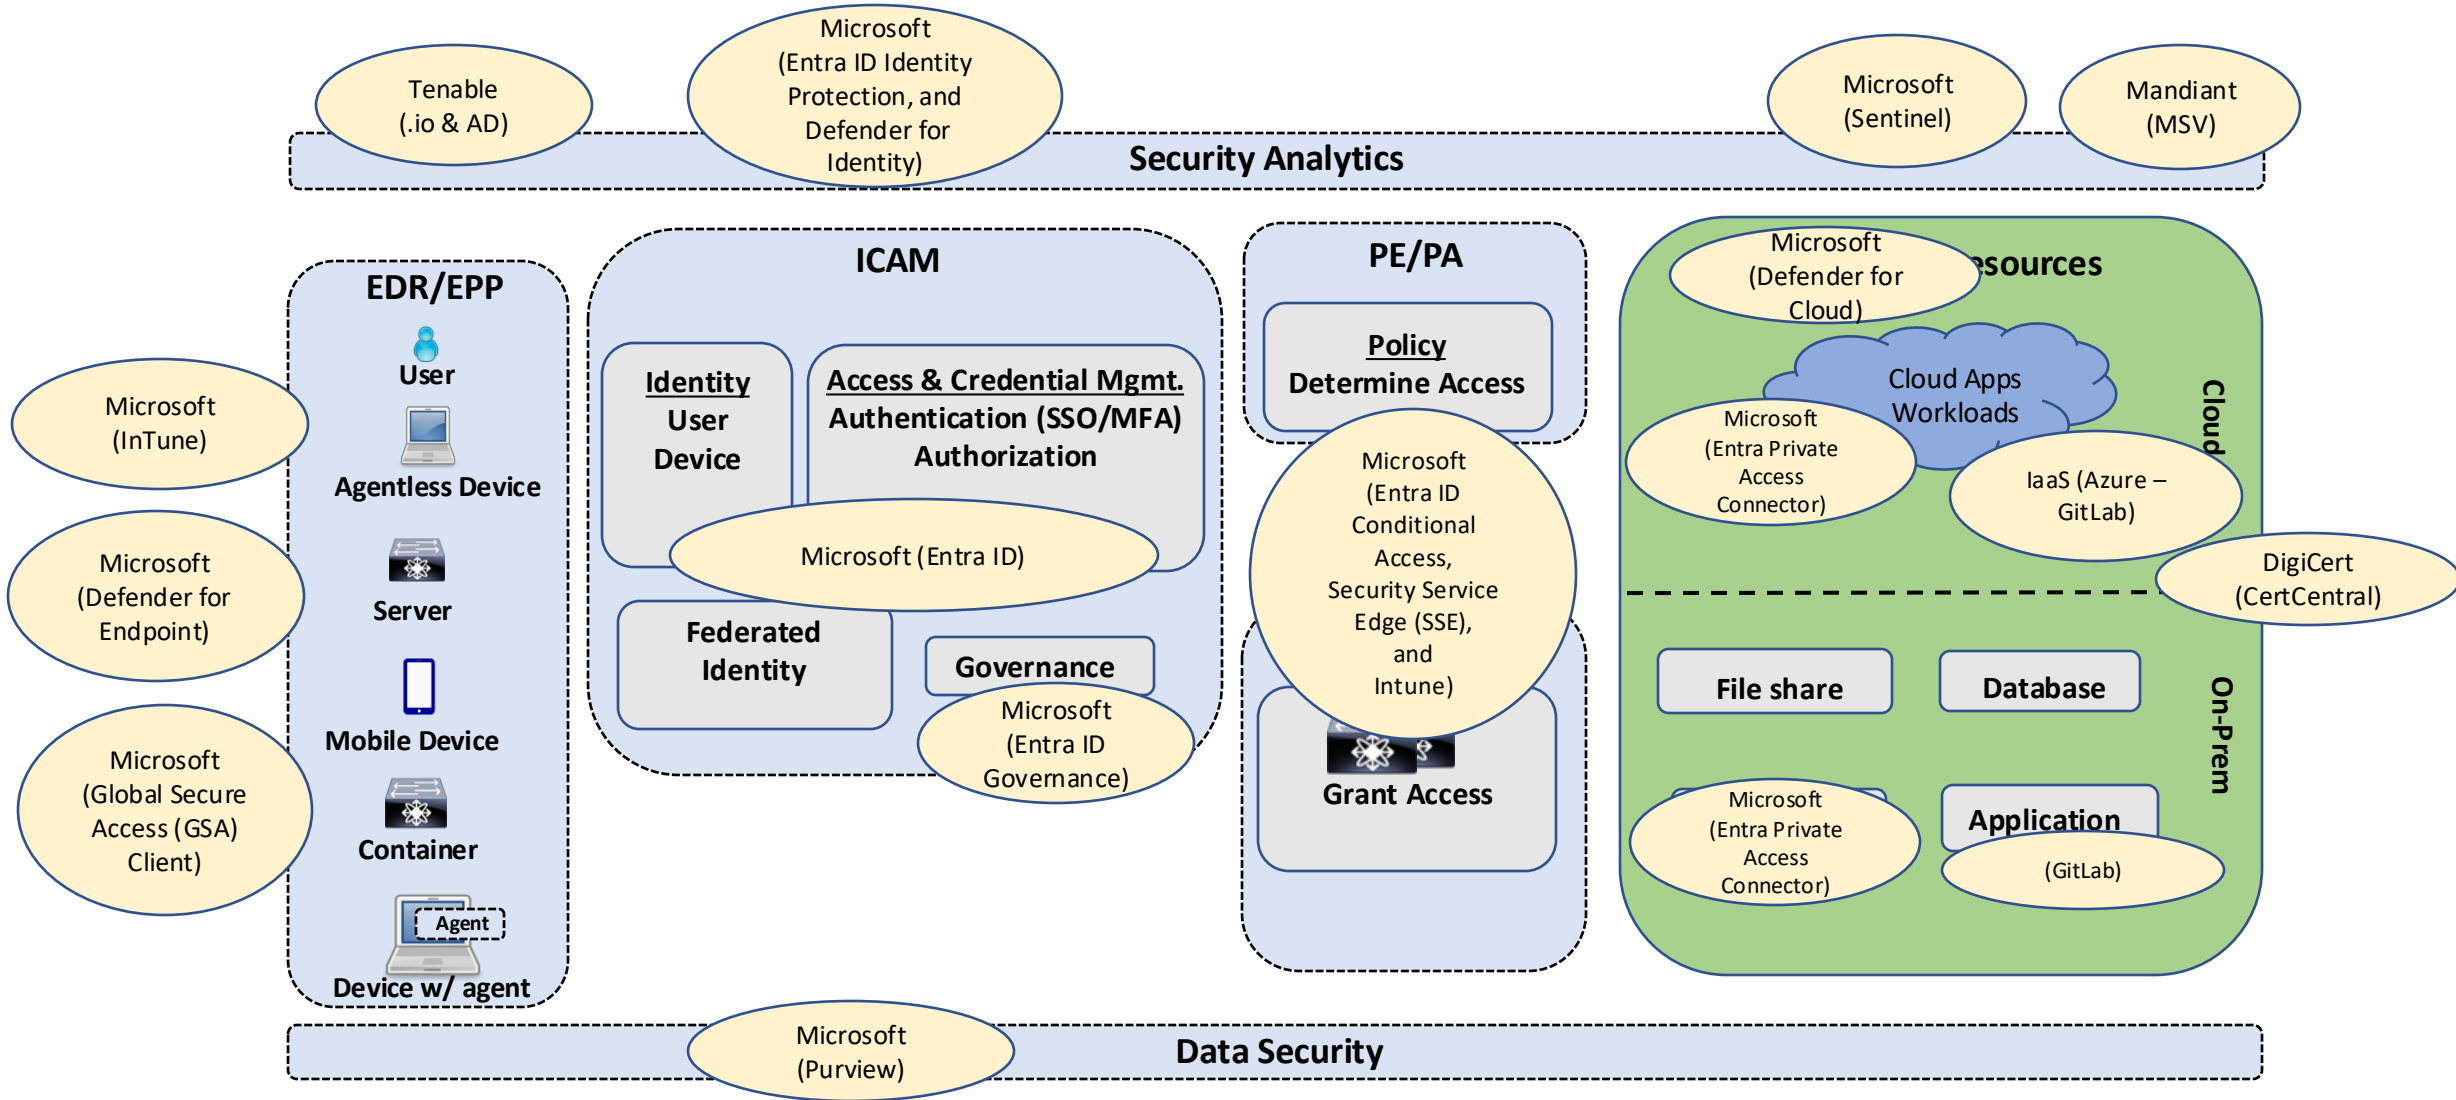 Tenable
(.io & AD)
Microsoft
(Entra ID Identity
Protection, and
Defender for
Identity)
Microsoft
(Sentinel)
Mandiant
(MSV)
Security Analytics
EDR/EPP
User
Agentless Device
Server
Mobile Device
Container
Agent
Device w/ agent
Microsoft
(InTune)
Microsoft
(Defender for
Endpoint)
Microsoft
(Global Secure
Access (GSA)
Client)
ICAM
Identity
User
Device
Access & Credential Mgmt.
Authentication (SSO/MFA)
Authorization
Microsoft (Entra ID)
Federated
Identity
Governance
Microsoft
(Entra ID
Governance)
PE/PA
Policy
Determine Access
Microsoft
(Entra ID
Conditional
Access,
Security Service
Edge (SSE),
and
Intune)
Grant Access
esources
Microsoft
(Defender for
Cloud)
Cloud Apps
Workloads
Cloud
Microsoft
(Entra Private
Access
Connector)
IaaS (Azure –
GitLab)
DigiCert
(CertCentral)
File share
Database
On-Prem
Microsoft
(Entra Private
Access
Connector)
Application
(GitLab)
Microsoft
(Purview)
Data Security